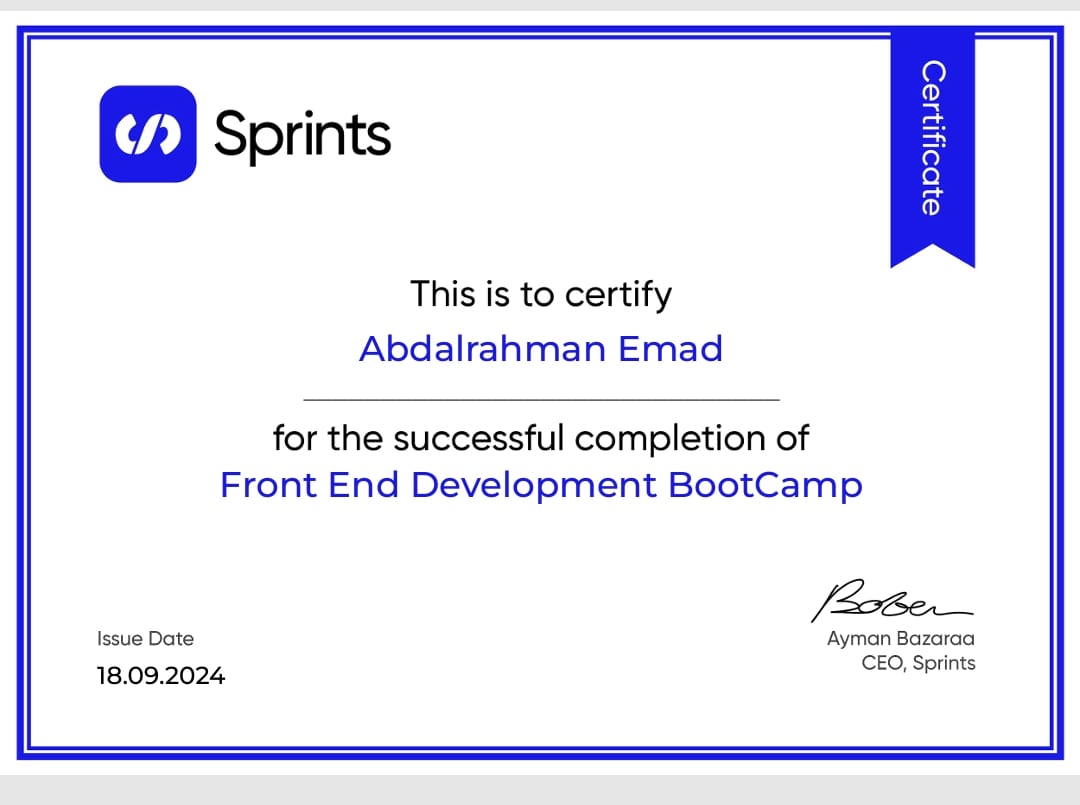 Sprints
Certificate
This is to certify
Abdalrahman Emad
for the successful completion of
Front End Development BootCamp
Issue Date
18.09.2024
Ayman Bazaraa
CEO, Sprints